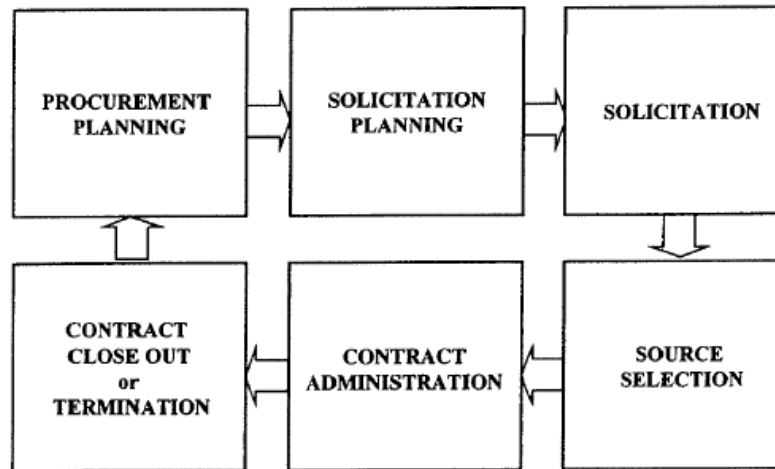 PROCUREMENT
PLANNING
SOLICITATION
PLANNING
SOLICITATION
CONTRACT
CLOSE OUT
or
TERMINATION
CONTRACT
ADMINISTRATION
SOURCE
SELECTION